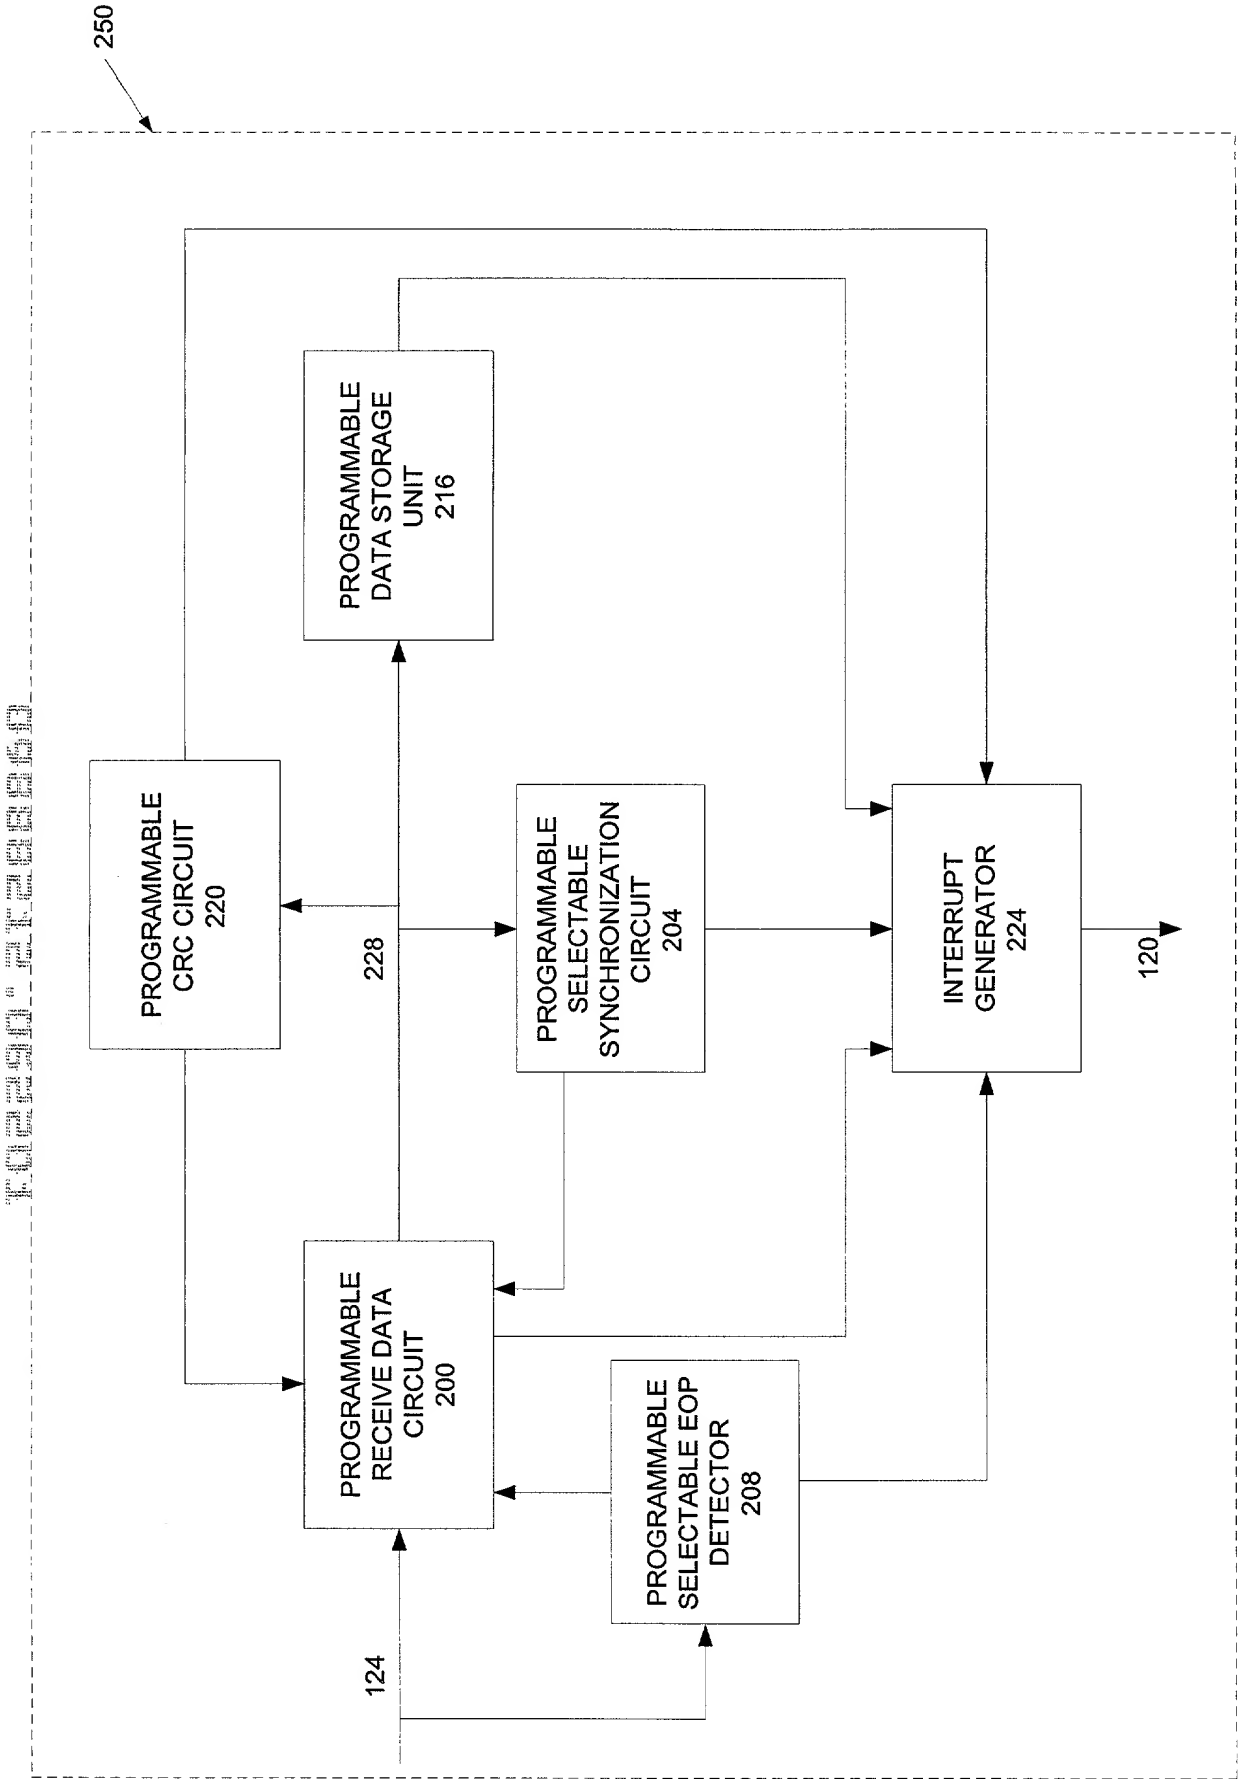 250
PROGRAMMABLE
CRC CIRCUIT
220
PROGRAMMABLE
RECEIVE DATA
CIRCUIT
200
228
PROGRAMMABLE
DATA STORAGE
UNIT
216
124
PROGRAMMABLE
SELECTABLE
SYNCHRONIZATION
CIRCUIT
204
PROGRAMMABLE
SELECTABLE EOP
DETECTOR
208
INTERRUPT
GENERATOR
224
120